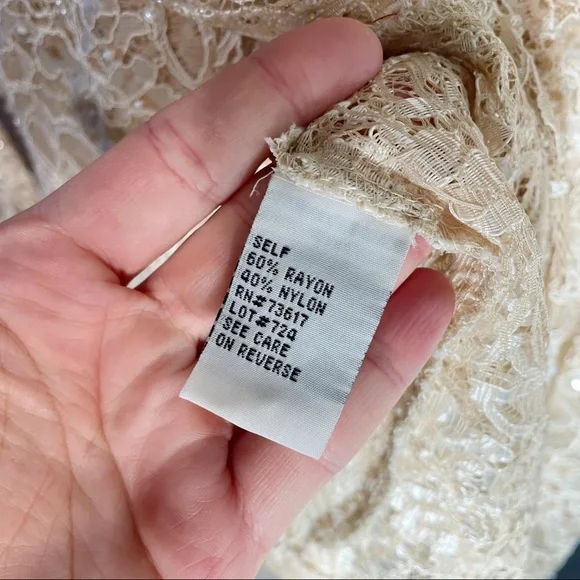 SELF
60% RAYON
40% NYLON
RN#73617
LOT#724
SEE CARE
ON REVERSE